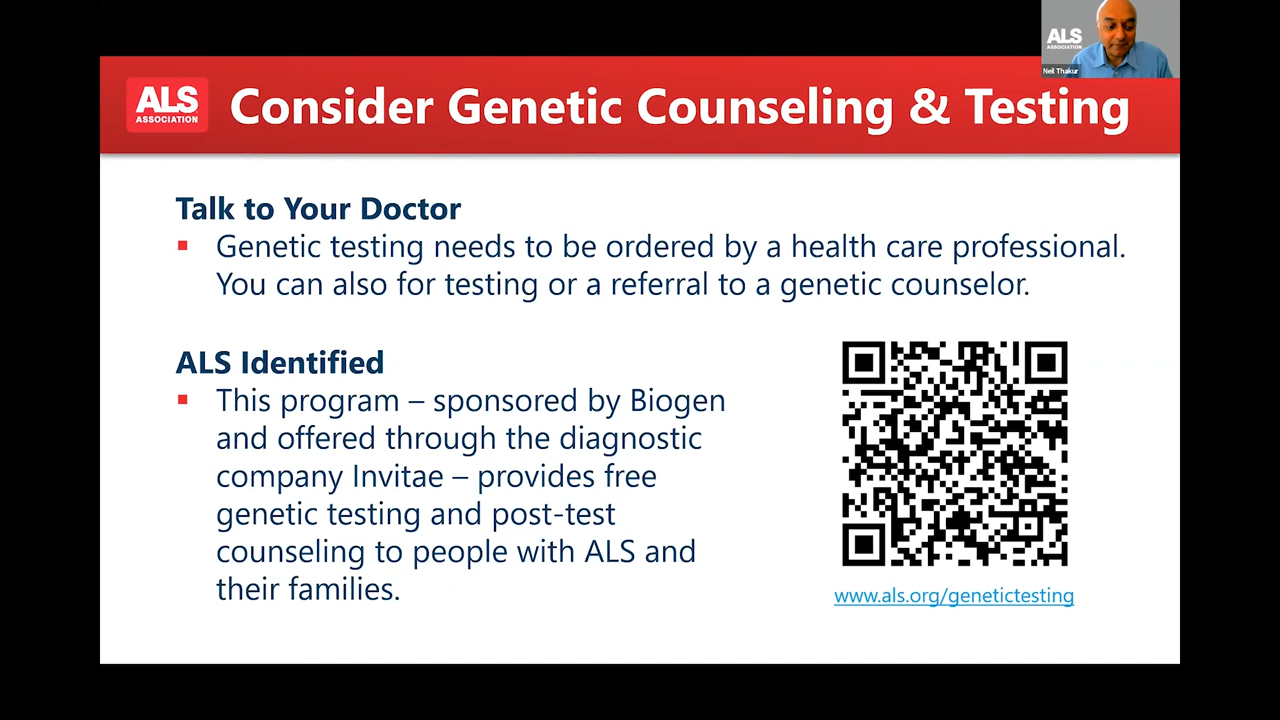 ALS
ASSOCIATION
Neil Thakur
ALS
ASSOCIATION
Consider Genetic Counseling & Testing
Talk to Your Doctor
▪ Genetic testing needs to be ordered by a health care professional.
You can also for testing or a referral to a genetic counselor.
ALS Identified
▪ This program – sponsored by Biogen
and offered through the diagnostic
company Invitae – provides free
genetic testing and post-test
counseling to people with ALS and
their families.
www.als.org/genetictesting